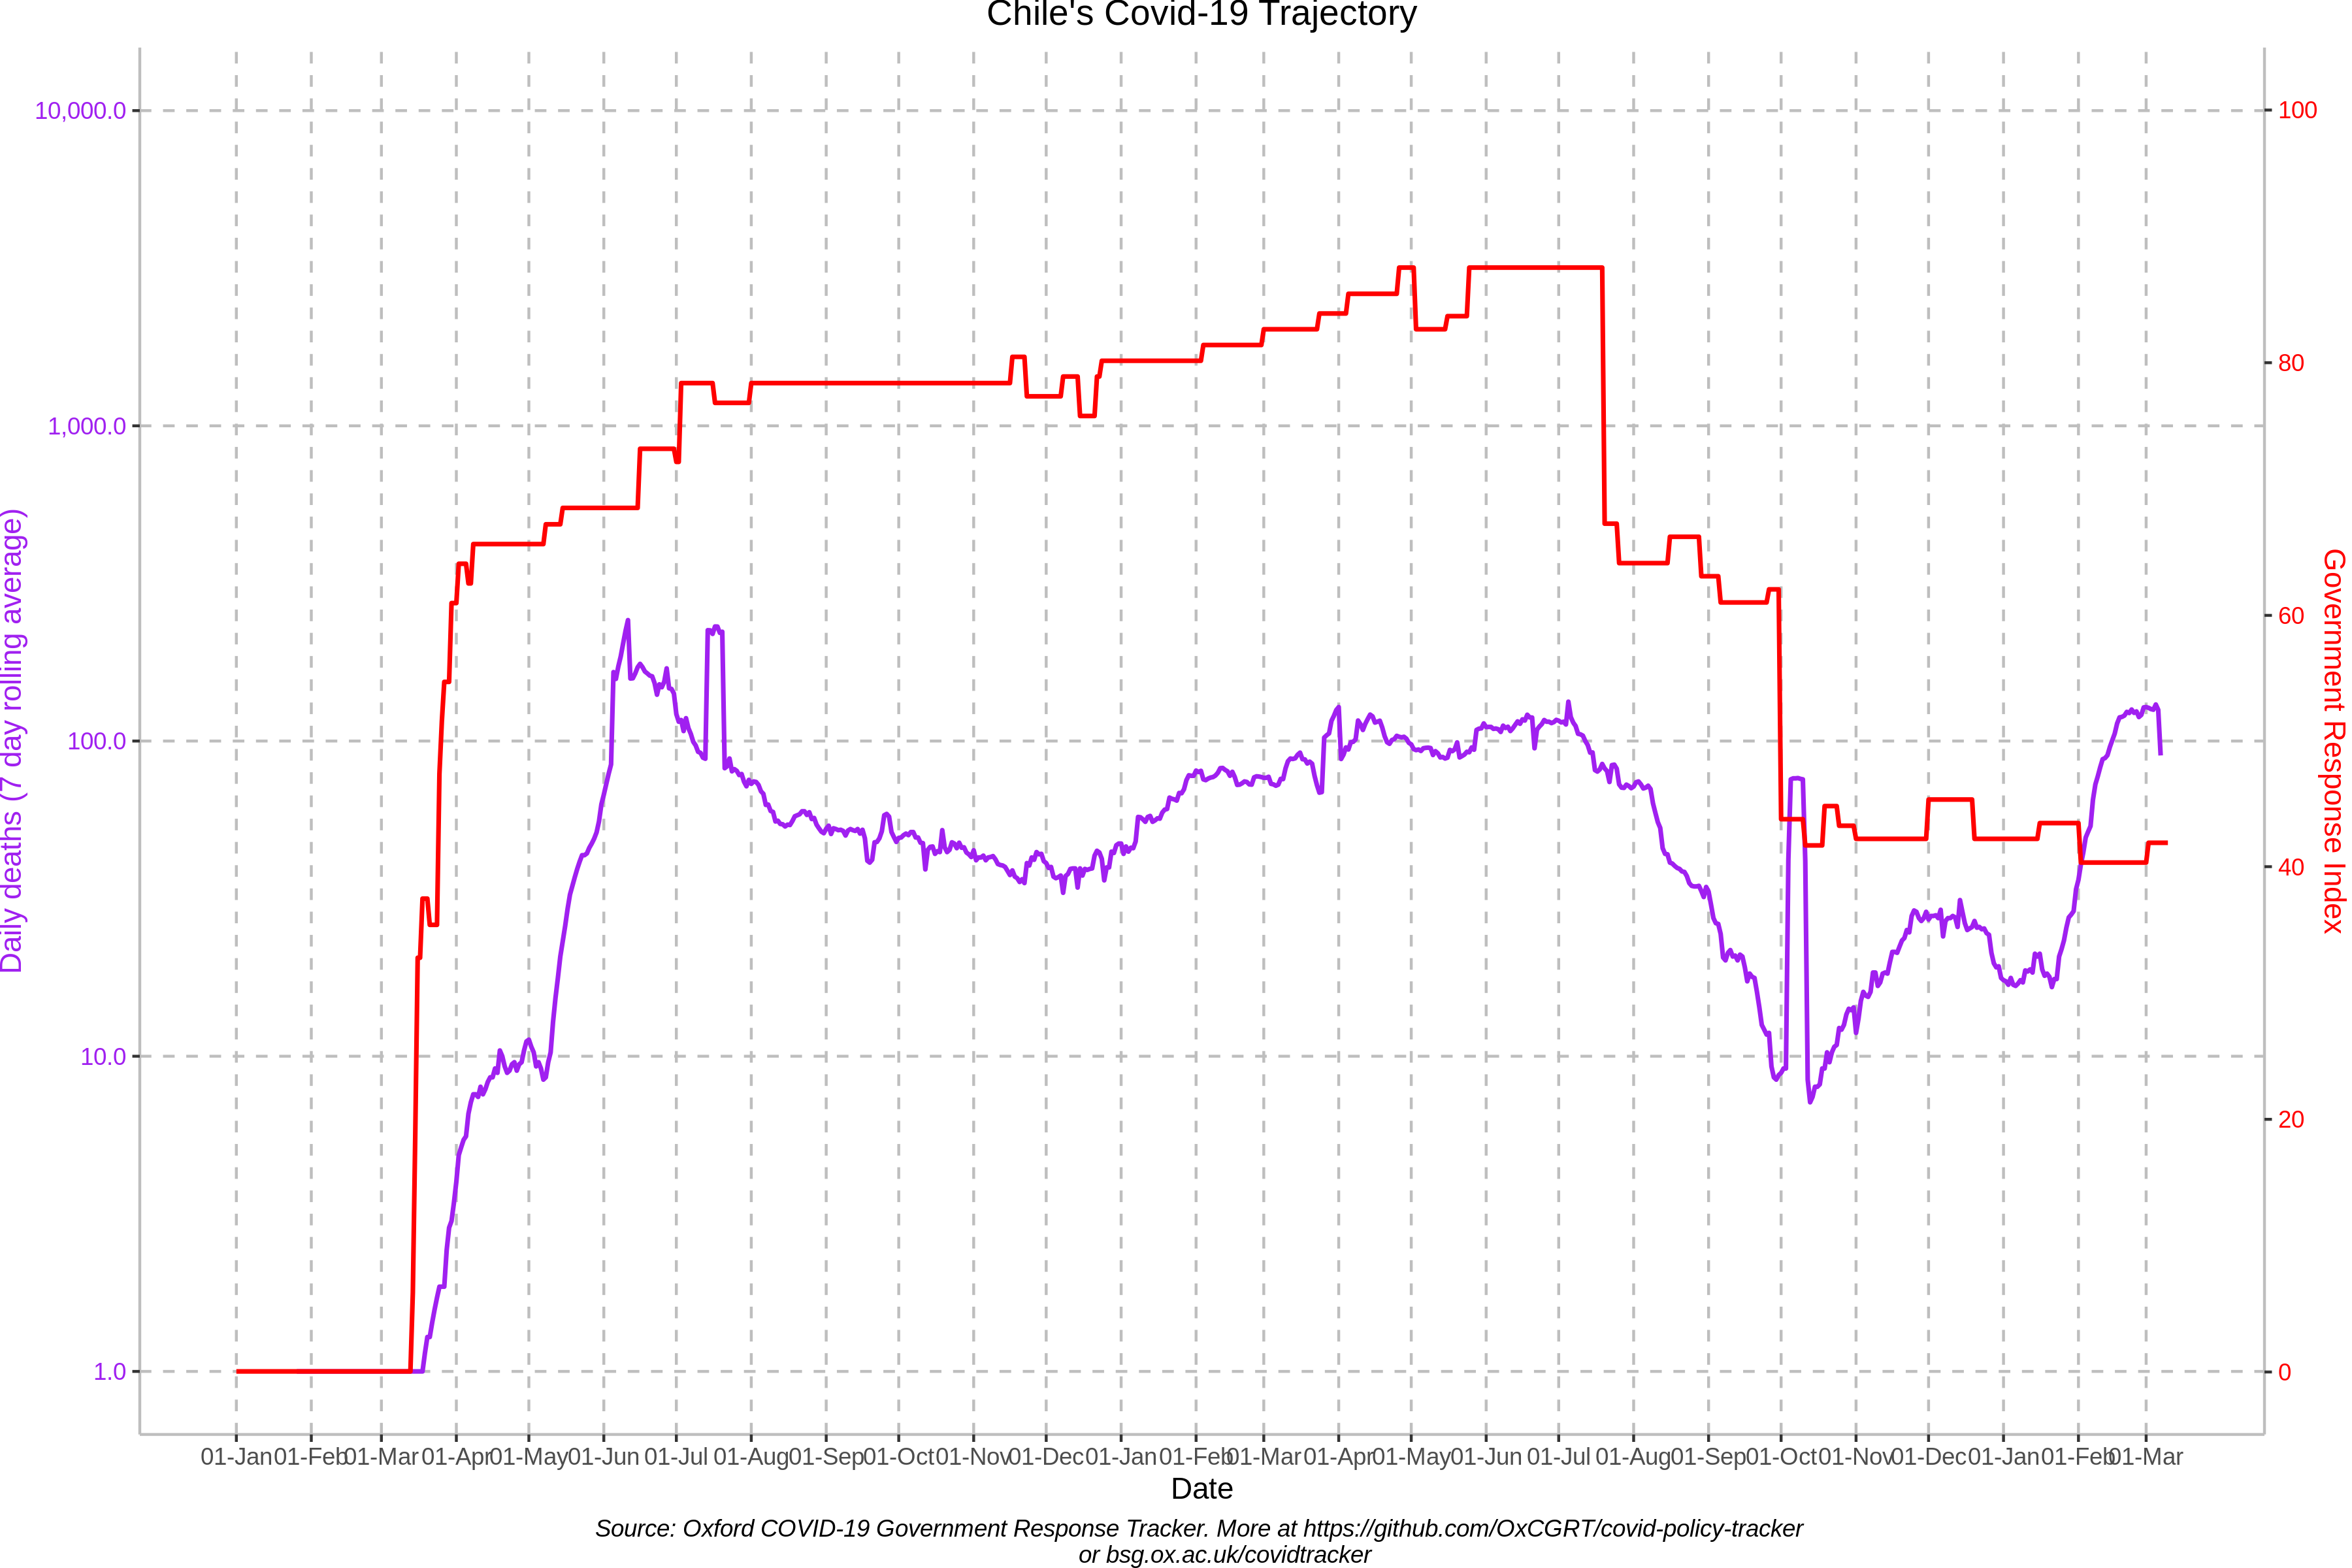 Chile's Covid-19 Trajectory
10,000.0
1,000.0
100.0
10.0
1.0
Daily deaths (7 day rolling average)
100
80
60
40
20
0
Government Response Index
01-Jan 01-Feb 01-Mar 01-Apr 01-May 01-Jun 01-Jul 01-Aug 01-Sep 01-Oct 01-Nov 01-Dec 01-Jan 01-Feb 01-Mar 01-Apr 01-May 01-Jun 01-Jul 01-Aug 01-Sep 01-Oct 01-Nov 01-Dec 01-Jan 01-Feb 01-Mar
Date
Source: Oxford COVID-19 Government Response Tracker. More at https://github.com/OxCGRT/covid-policy-tracker
or bsg.ox.ac.uk/covidtracker